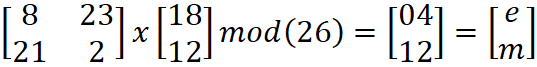 [8 23
21 2] x [18
12] mod(26) = [04
12] = [e
m]